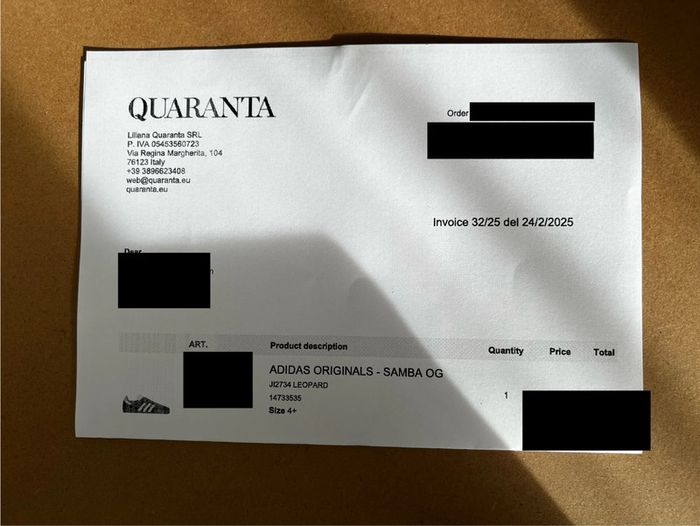 QUARANTA
Liliana Quaranta SRL
P. IVA 05453560723
Via Regina Margherita, 104
76123 Italy
+39 3896623408
web@quaranta.eu
quaranta.eu
Order
Invoice 32/25 del 24/2/2025
Dear
ART. Product description Quantity Price Total
ADIDAS ORIGINALS - SAMBA OG
JI2734 LEOPARD
14733535
Size 4+
1